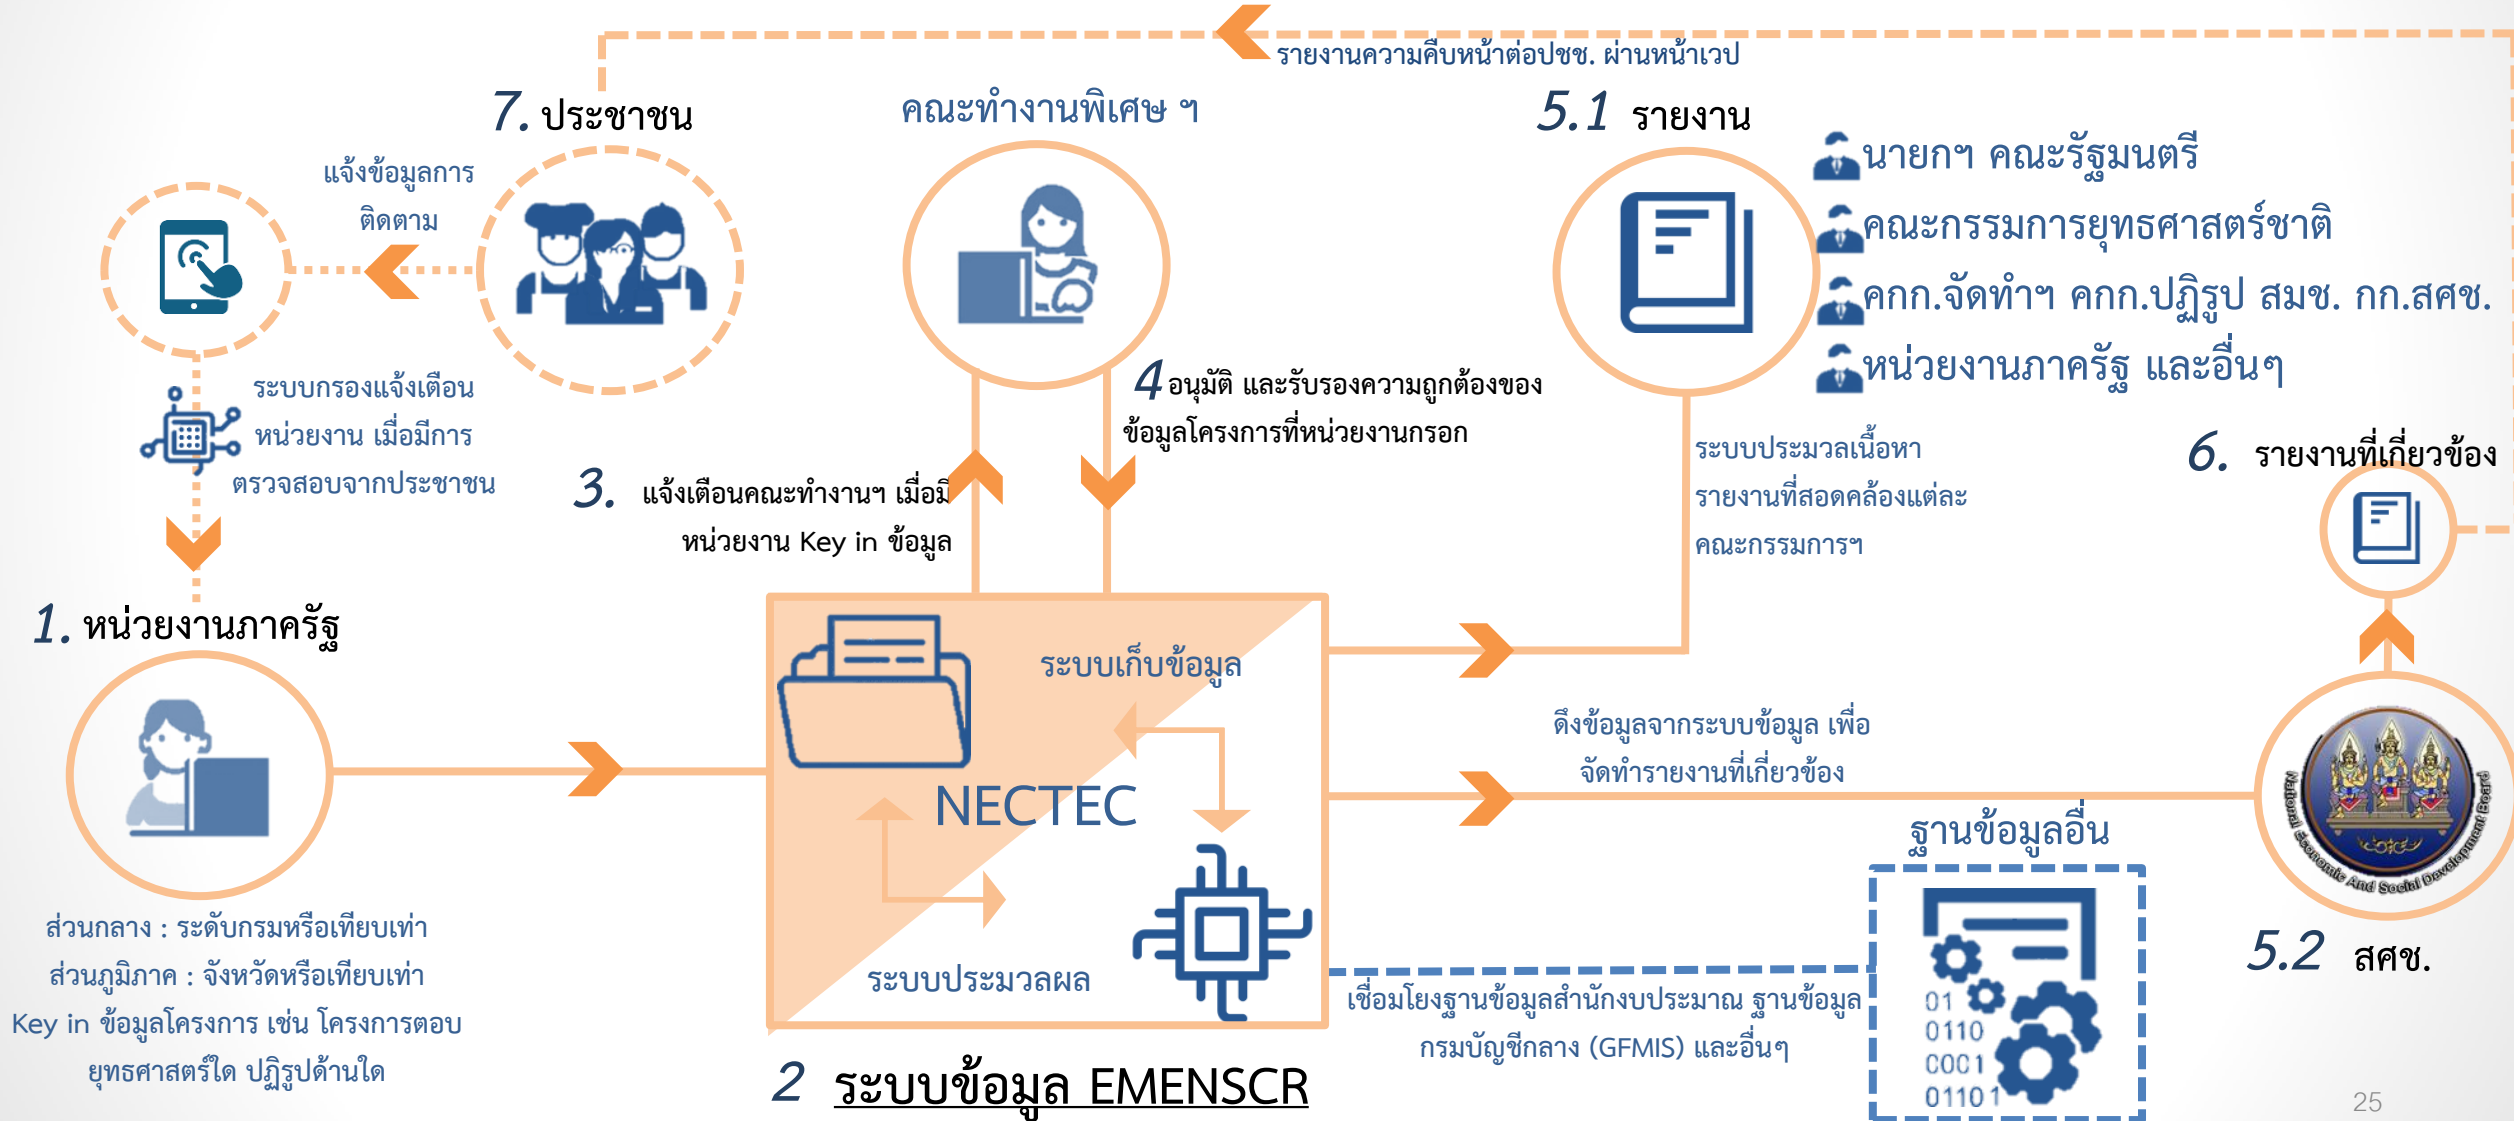 รายงานความคืบหน้าต่อปชช. ผ่านหน้าเวป
7. ประชาชน
คณะทำงานพิเศษ ฯ
5.1 รายงาน
นายกฯ คณะรัฐมนตรี
คณะกรรมการยุทธศาสตร์ชาติ
คกก.จัดทำฯ คกก.ปฏิรูป สมช. กก.สศช.
หน่วยงานภาครัฐ และอื่นๆ
แจ้งข้อมูลการ
ติดตาม
ระบบกรองแจ้งเตือน
หน่วยงาน เมื่อมีการ
ตรวจสอบจากประชาชน
3. แจ้งเตือนคณะทำงานฯ เมื่อมี
หน่วยงาน Key in ข้อมูล
4 อนุมัติ และรับรองความถูกต้องของ
ข้อมูลโครงการที่หน่วยงานกรอก
ระบบประมวลเนื้อหา
รายงานที่สอดคล้องแต่ละ
คณะกรรมการฯ
6. รายงานที่เกี่ยวข้อง
1. หน่วยงานภาครัฐ
ส่วนกลาง : ระดับกรมหรือเทียบเท่า
ส่วนภูมิภาค : จังหวัดหรือเทียบเท่า
Key in ข้อมูลโครงการ เช่น โครงการตอบ
ยุทธศาสตร์ใด ปฏิรูปด้านใด
ระบบเก็บข้อมูล
NECTEC
ระบบประมวลผล
2 ระบบข้อมูล EMENSCR
ดึงข้อมูลจากระบบข้อมูล เพื่อ
จัดทำรายงานที่เกี่ยวข้อง
ฐานข้อมูลอื่น
เชื่อมโยงฐานข้อมูลสำนักงบประมาณ ฐานข้อมูล
กรมบัญชีกลาง (GFMIS) และอื่นๆ
01
0110
0001
01101
National Economic And Social Development Board
5.2 สศช.
25